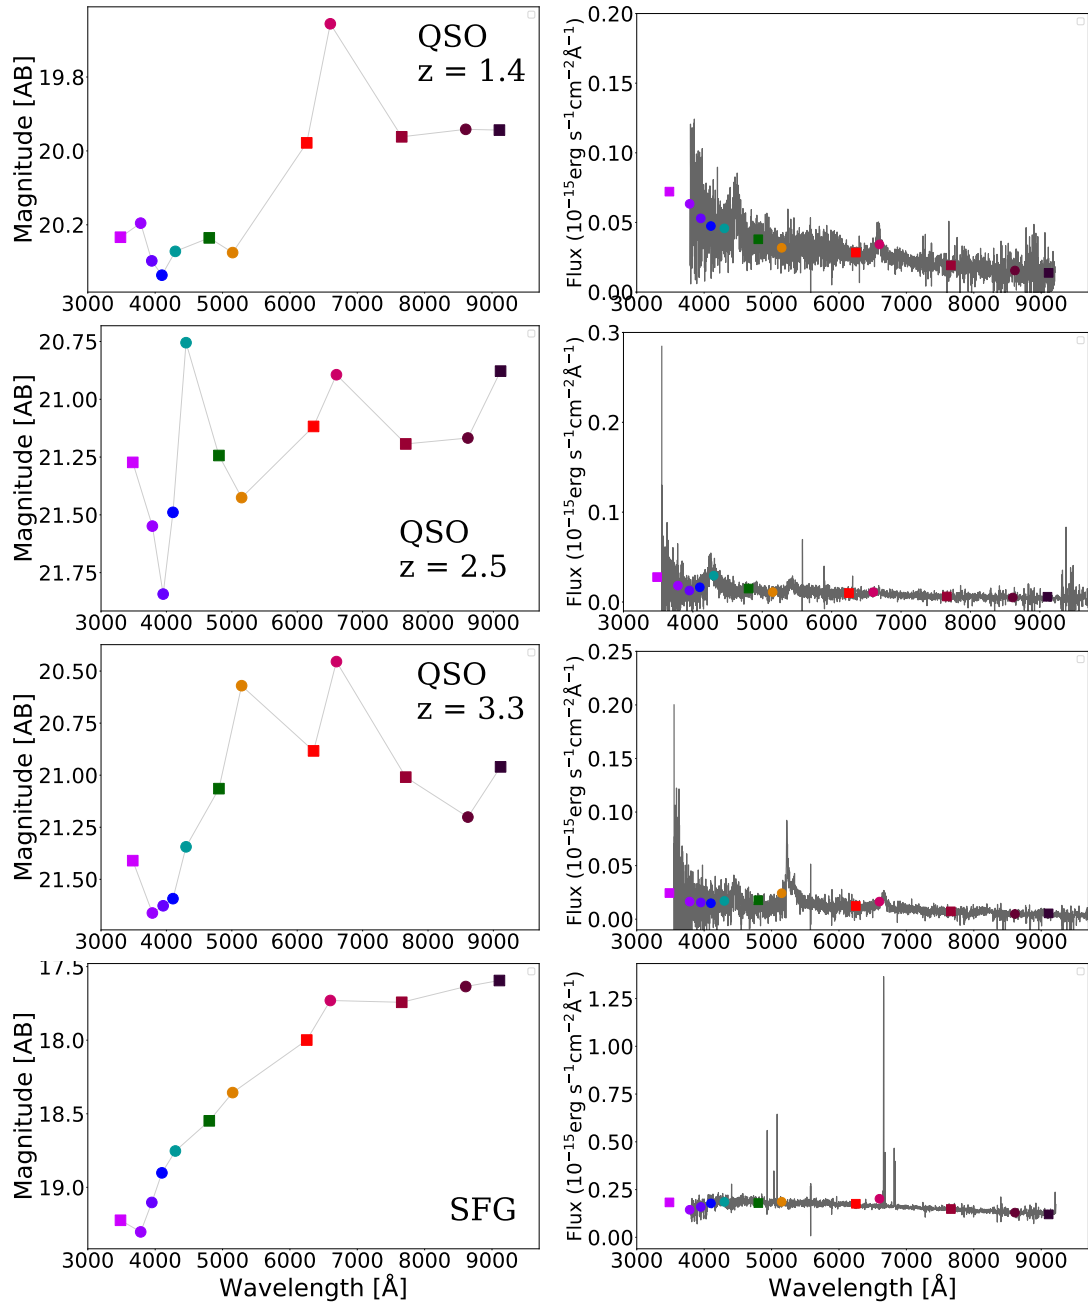 Magnitude [AB]
19.8
20.0
20.2
QSO
z = 1.4
3000 4000 5000 6000 7000 8000 9000
Flux (10⁻¹⁵erg s⁻¹cm⁻²Å⁻¹)
0.20
0.15
0.10
0.05
0.00
3000 4000 5000 6000 7000 8000 9000
Magnitude [AB]
20.75
21.00
21.25
21.50
21.75
QSO
z = 2.5
3000 4000 5000 6000 7000 8000 9000
Flux (10⁻¹⁵erg s⁻¹cm⁻²Å⁻¹)
0.3
0.2
0.1
0.0
3000 4000 5000 6000 7000 8000 9000
Magnitude [AB]
20.50
20.75
21.00
21.25
21.50
QSO
z = 3.3
3000 4000 5000 6000 7000 8000 9000
Flux (10⁻¹⁵erg s⁻¹cm⁻²Å⁻¹)
0.25
0.20
0.15
0.10
0.05
0.00
3000 4000 5000 6000 7000 8000 9000
Magnitude [AB]
17.5
18.0
18.5
19.0
SFG
3000 4000 5000 6000 7000 8000 9000
Wavelength [Å]
Flux (10⁻¹⁵erg s⁻¹cm⁻²Å⁻¹)
1.25
1.00
0.75
0.50
0.25
0.00
3000 4000 5000 6000 7000 8000 9000
Wavelength [Å]